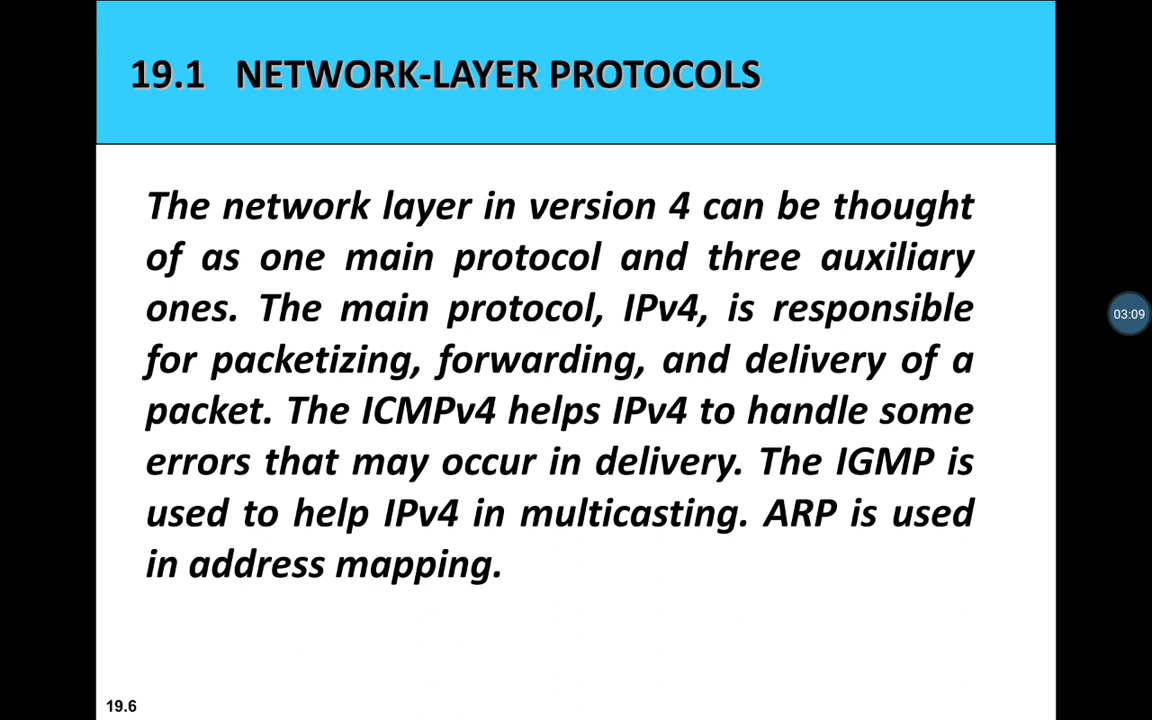 19.1 NETWORK-LAYER PROTOCOLS
The network layer in version 4 can be thought
of as one main protocol and three auxiliary
ones. The main protocol, IPv4, is responsible
for packetizing, forwarding, and delivery of a
packet. The ICMPv4 helps IPv4 to handle some
errors that may occur in delivery. The IGMP is
used to help IPv4 in multicasting. ARP is used
in address mapping.
03:09
19.6